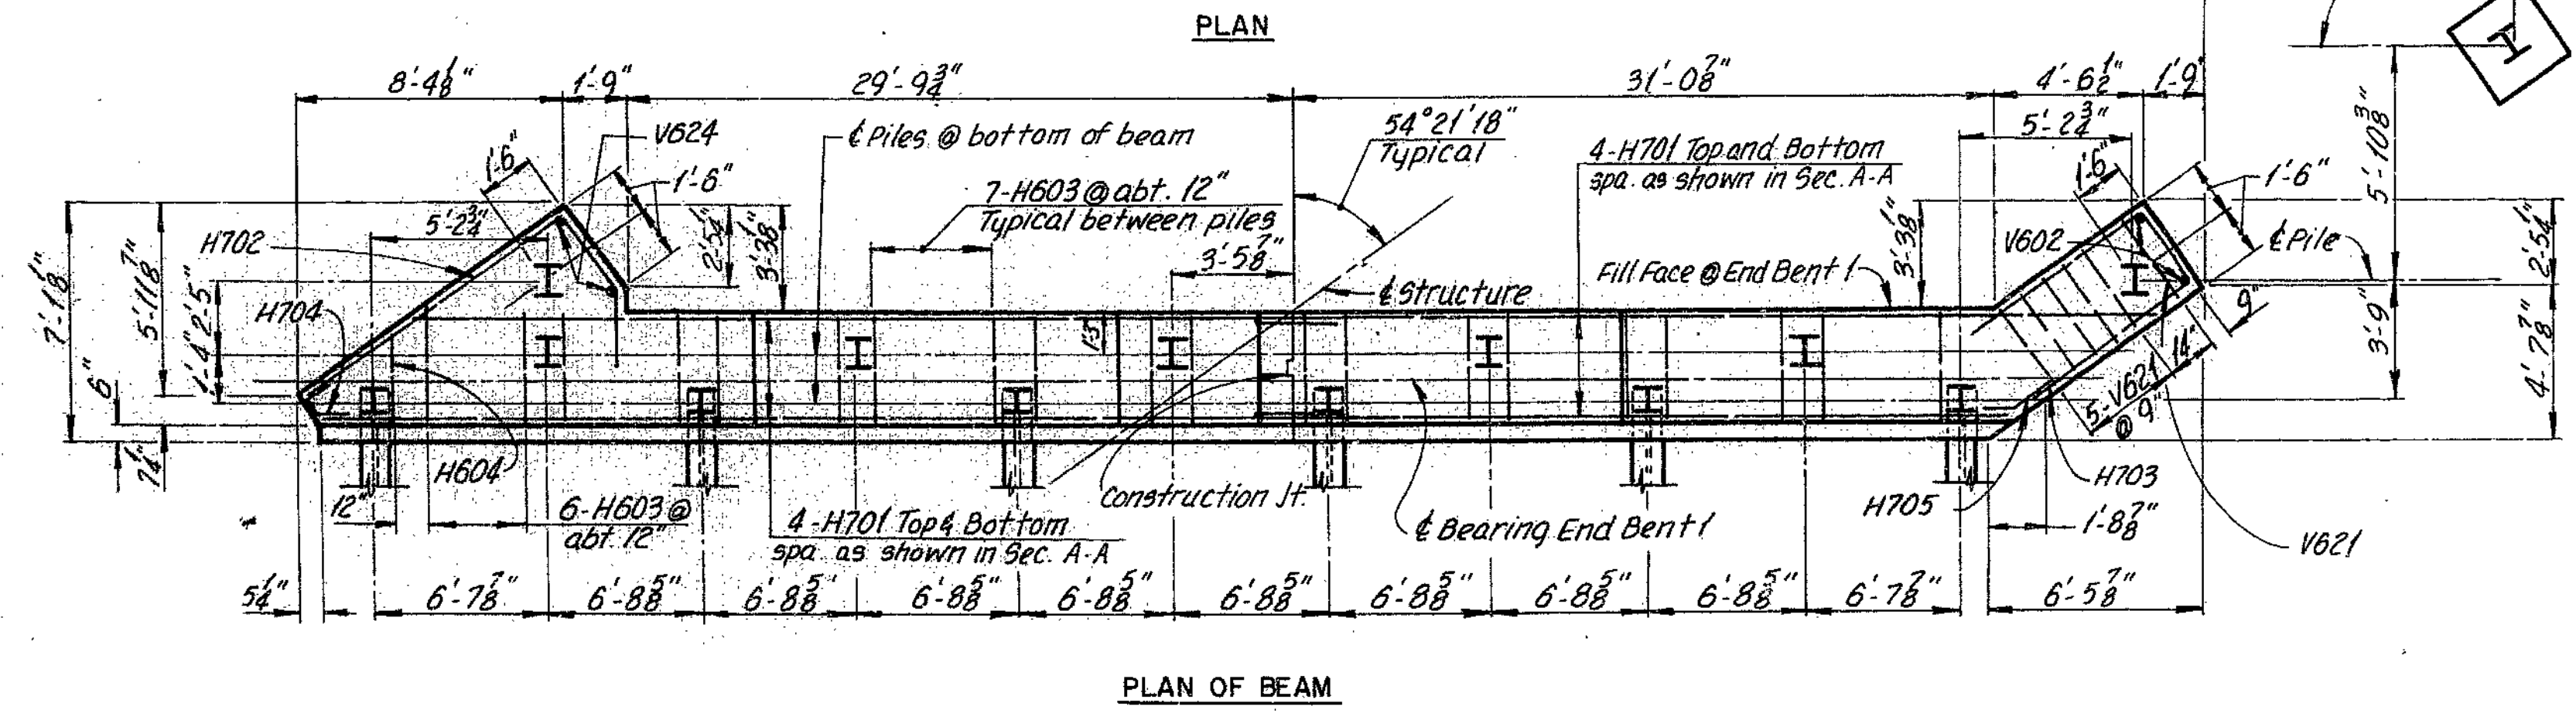 PLAN
8'-4 1/8"
1'-9"
29'-9 3/4"
31'-0 7/8"
4'-6 1/2"
1'-9"
5'-2 3/4"
5'-10 3/8"
V624
₵ Piles @ bottom of beam
54°21'18"
Typical
4-H701 Top and Bottom
spa. as shown in Sec. A-A
1'-6"
1'-6"
7-H603 @ abt. 12"
Typical between piles
1'-6"
1'-6"
5'-2 3/4"
H702
2'-5 1/4"
3'-3 1/8"
3'-5 7/8"
Fill Face @ End Bent 1
3'-3 1/8"
V602
₵ Pile
2'-5 1/4"
₵ Structure
7'-1 1/8"
5'-11 7/8"
2'-5"
1'-4"
H704
15"
9"
14"
3'-9"
4'-7 7/8"
6"
7 1/4"
5-V621
@ 9"
H604
12"
6-H603 @
abt. 12"
4-H701 Top & Bottom
spa. as shown in Sec. A-A
Construction Jt.
₵ Bearing End Bent 1
H705
H703
1'-8 7/8"
V621
5 1/4"
6'-7 7/8"
6'-8 5/8"
6'-8 5/8"
6'-8 5/8"
6'-8 5/8"
6'-8 5/8"
6'-8 5/8"
6'-8 5/8"
6'-8 5/8"
6'-7 7/8"
6'-5 7/8"
PLAN OF BEAM